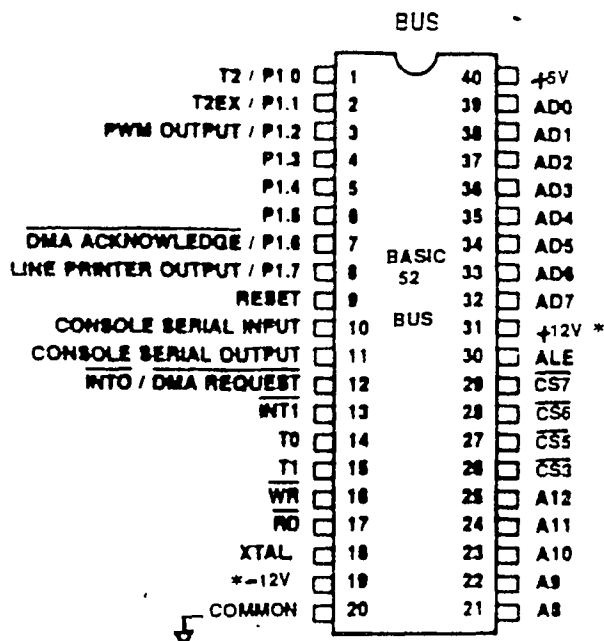 BUS
T2 / P1.0 1 40 +5V
T2EX / P1.1 2 39 AD0
PWM OUTPUT / P1.2 3 38 AD1
P1.3 4 37 AD2
P1.4 5 36 AD3
P1.5 6 35 AD4
DMA ACKNOWLEDGE / P1.6 7 34 AD5
BASIC
LINE PRINTER OUTPUT / P1.7 8 33 AD6
52
RESET 9 32 AD7
CONSOLE SERIAL INPUT 10 BUS 31 +12V *
CONSOLE SERIAL OUTPUT 11 30 ALE
INT0 / DMA REQUEST 12 29 CS7
INT1 13 28 CS6
T0 14 27 CS5
T1 15 26 CS3
WR 16 25 A12
RD 17 24 A11
XTAL 18 23 A10
*-12V 19 22 A9
COMMON 20 21 A8